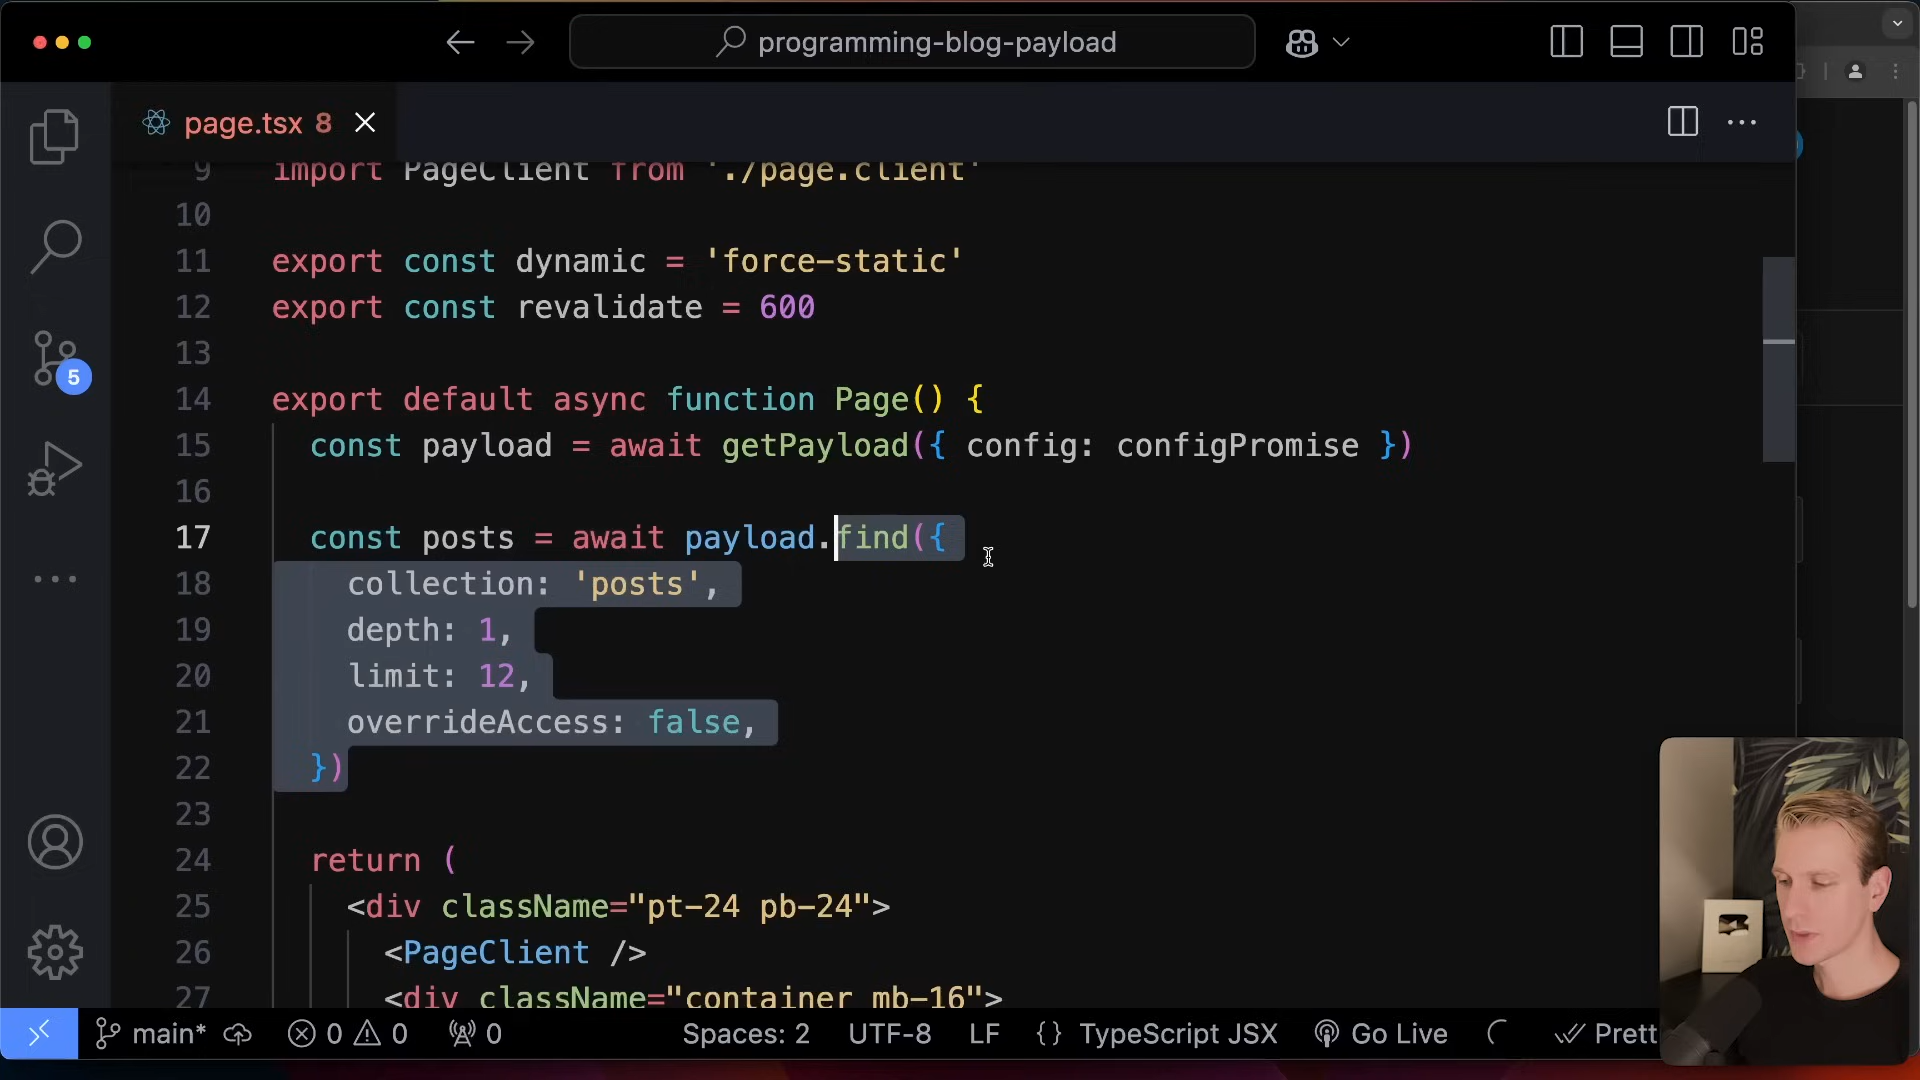 programming-blog-payload
page.tsx 8
9 import PageClient from './page.client'
10
11 export const dynamic = 'force-static'
12 export const revalidate = 600
13
14 export default async function Page() {
15 const payload = await getPayload({ config: configPromise })
16
17 const posts = await payload.find({
18 collection: 'posts',
19 depth: 1,
20 limit: 12,
21 overrideAccess: false,
22 })
23
24 return (
25 <div className="pt-24 pb-24">
26 <PageClient />
27 <div className="container mb-16">
5
main* 0 0 0 Spaces: 2 UTF-8 LF {} TypeScript JSX Go Live Prett